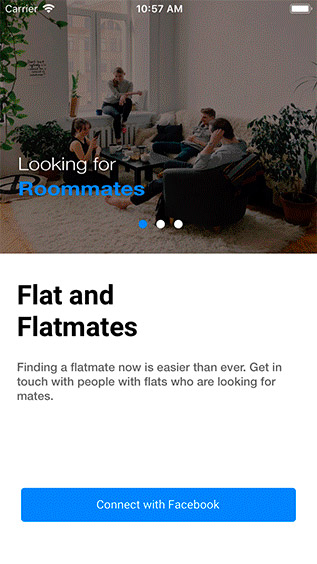 Carrier 10:57 AM
Looking for
Roommates
Flat and
Flatmates
Finding a flatmate now is easier than ever. Get in
touch with people with flats who are looking for
mates.
Connect with Facebook